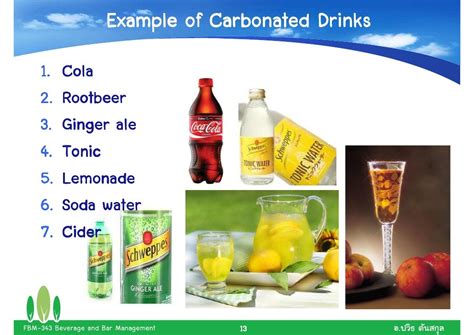 Example of Carbonated Drinks
1. Cola
2. Rootbeer
3. Ginger ale
4. Tonic
5. Lemonade
6. Soda water
7. Cider
Coca-Cola
Schweppes
TONIC WATER
Schweppes
TONIC WATER
Schweppes
GINGER ALE
FBM-343 Beverage and Bar Management
13
อ.ปวิธ ตันสกุล